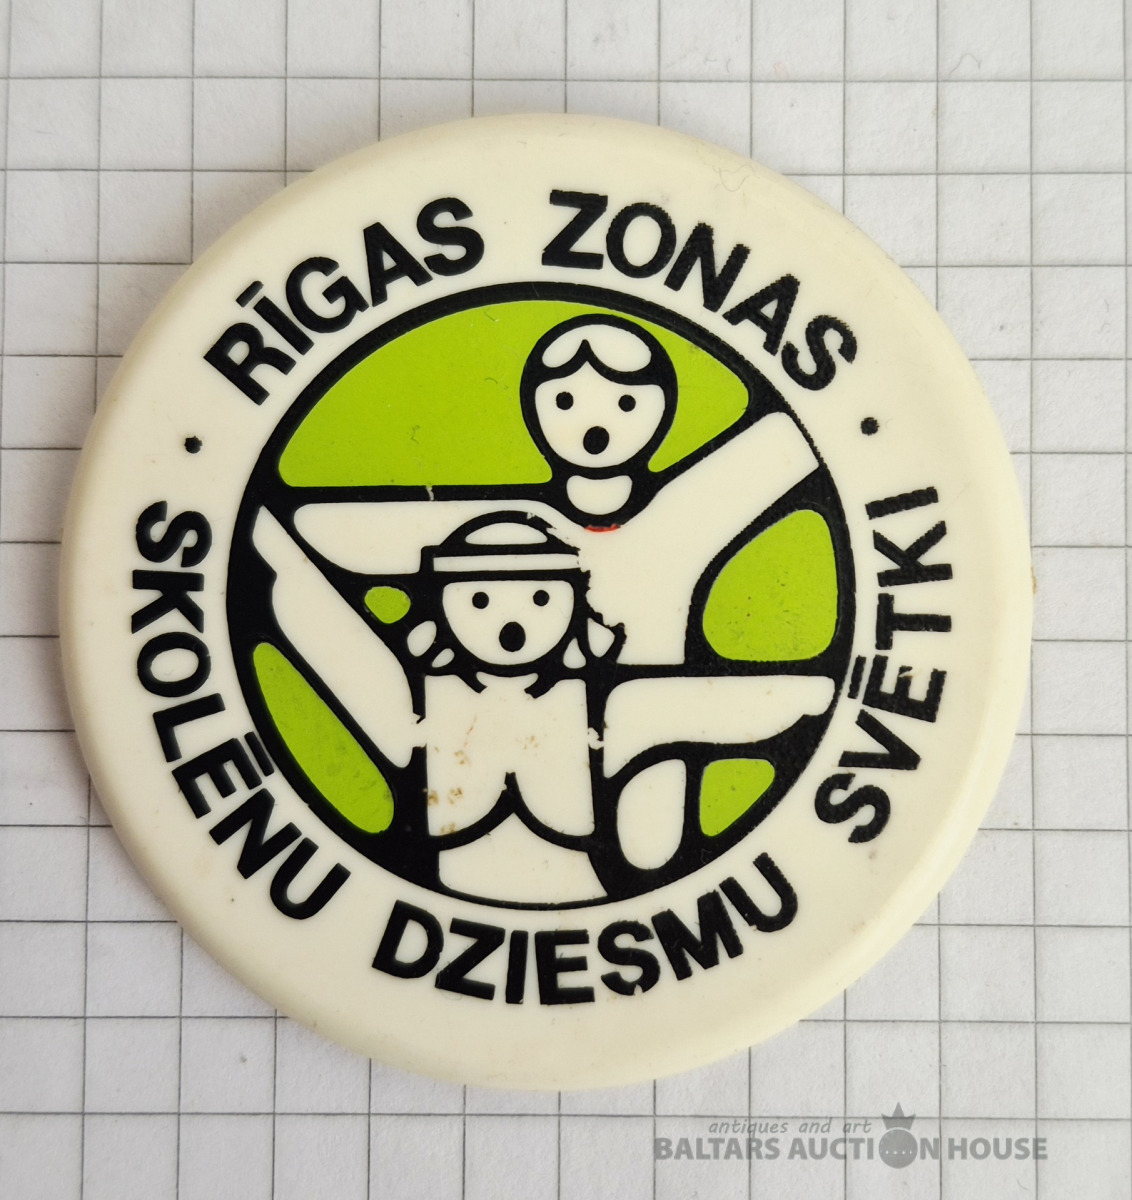 RĪGAS ZONAS
SKOLĒNU DZIESMU SVĒTKI
antiques and art
BALTARS AUCTION HOUSE